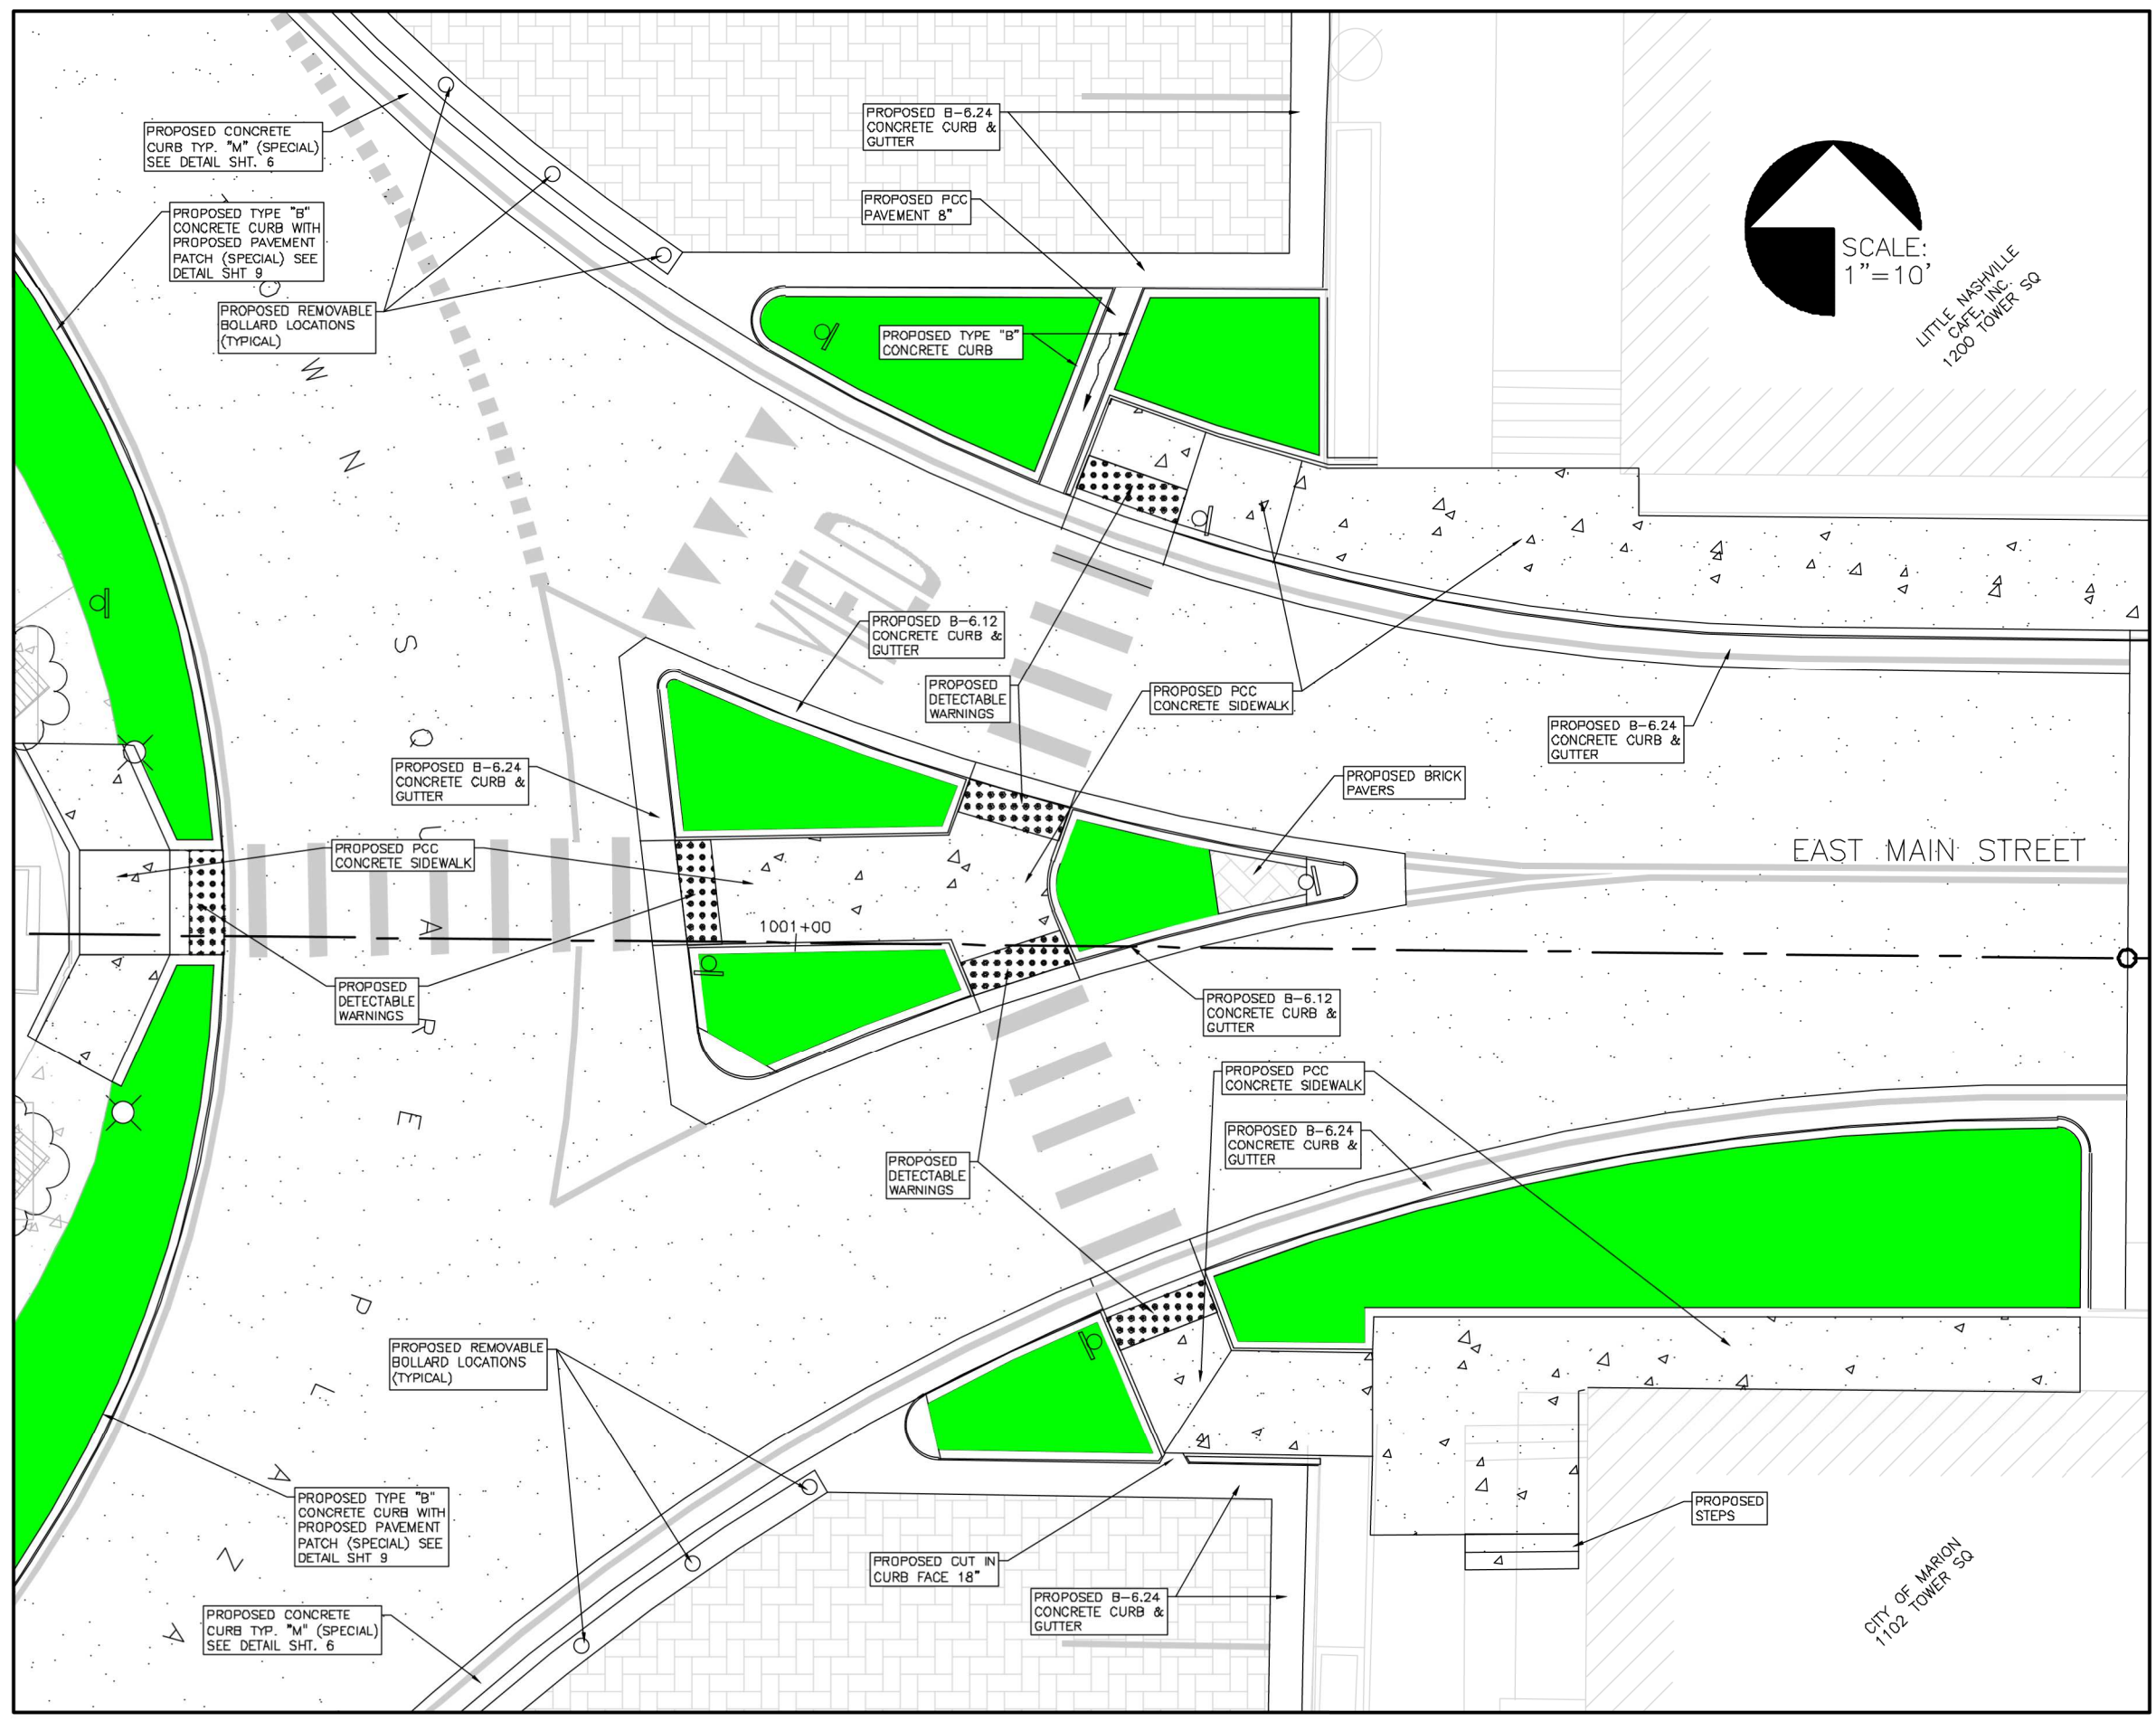 PROPOSED CONCRETE
CURB TYP. "M" (SPECIAL)
SEE DETAIL SHT. 6
PROPOSED TYPE "B"
CONCRETE CURB WITH
PROPOSED PAVEMENT
PATCH (SPECIAL) SEE
DETAIL SHT 9
PROPOSED REMOVABLE
BOLLARD LOCATIONS
(TYPICAL)
PROPOSED B-6.24
CONCRETE CURB &
GUTTER
PROPOSED PCC
PAVEMENT 8"
PROPOSED TYPE "B"
CONCRETE CURB
SCALE:
1"=10'
LITTLE NASHVILLE
CAFE, INC.
1200 TOWER SQ
YIELD
PROPOSED B-6.12
CONCRETE CURB &
GUTTER
PROPOSED
DETECTABLE
WARNINGS
PROPOSED PCC
CONCRETE SIDEWALK
PROPOSED B-6.24
CONCRETE CURB &
GUTTER
PROPOSED B-6.24
CONCRETE CURB &
GUTTER
PROPOSED BRICK
PAVERS
PROPOSED PCC
CONCRETE SIDEWALK
EAST MAIN STREET
1001+00
PROPOSED
DETECTABLE
WARNINGS
PROPOSED B-6.12
CONCRETE CURB &
GUTTER
PROPOSED PCC
CONCRETE SIDEWALK
PROPOSED B-6.24
CONCRETE CURB &
GUTTER
PROPOSED
DETECTABLE
WARNINGS
TOWN SQUARE PLAZA
PROPOSED REMOVABLE
BOLLARD LOCATIONS
(TYPICAL)
PROPOSED TYPE "B"
CONCRETE CURB WITH
PROPOSED PAVEMENT
PATCH (SPECIAL) SEE
DETAIL SHT 9
PROPOSED CUT IN
CURB FACE 18"
PROPOSED B-6.24
CONCRETE CURB &
GUTTER
PROPOSED
STEPS
PROPOSED CONCRETE
CURB TYP. "M" (SPECIAL)
SEE DETAIL SHT. 6
CITY OF MARION
1102 TOWER SQ